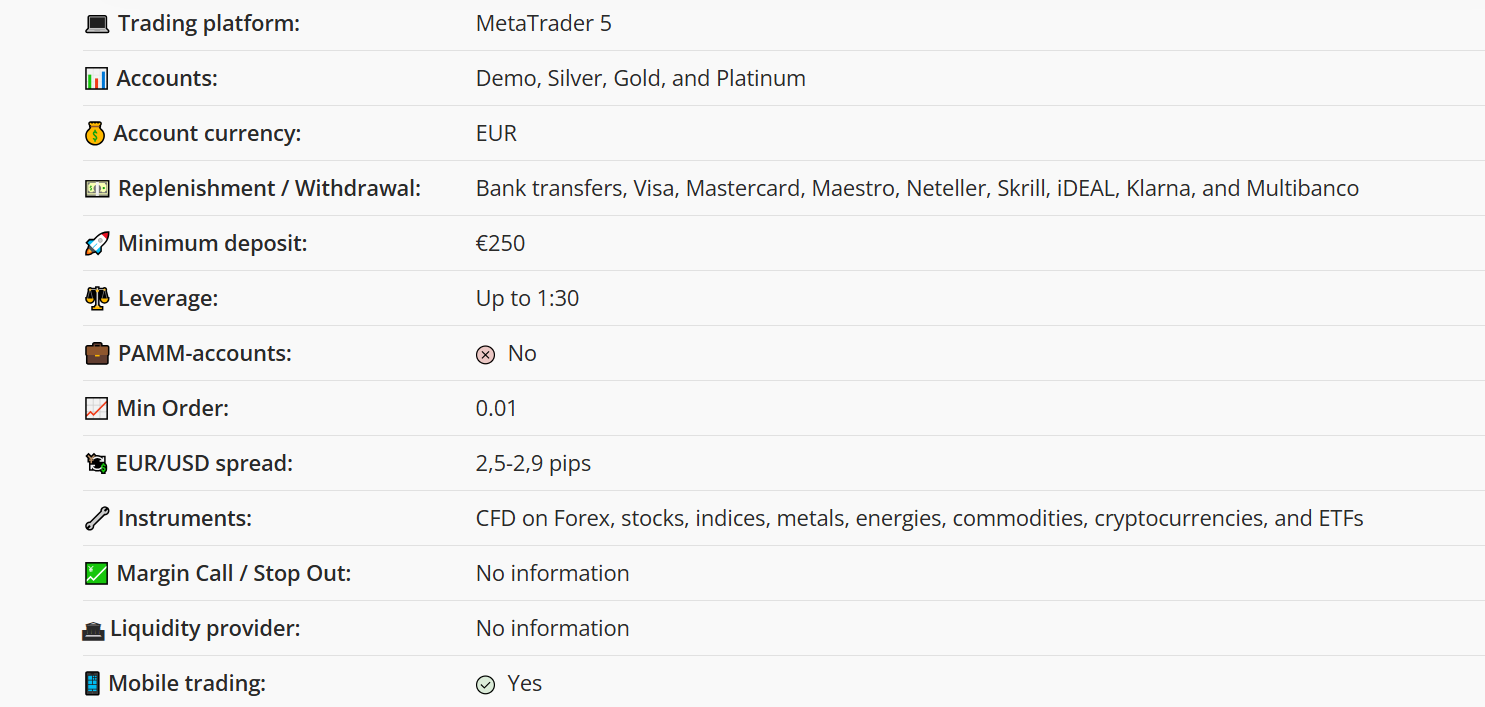 Trading platform: MetaTrader 5
Accounts: Demo, Silver, Gold, and Platinum
Account currency: EUR
Replenishment / Withdrawal: Bank transfers, Visa, Mastercard, Maestro, Neteller, Skrill, iDEAL, Klarna, and Multibanco
Minimum deposit: €250
Leverage: Up to 1:30
PAMM-accounts: No
Min Order: 0.01
EUR/USD spread: 2,5-2,9 pips
Instruments: CFD on Forex, stocks, indices, metals, energies, commodities, cryptocurrencies, and ETFs
Margin Call / Stop Out: No information
Liquidity provider: No information
Mobile trading: Yes